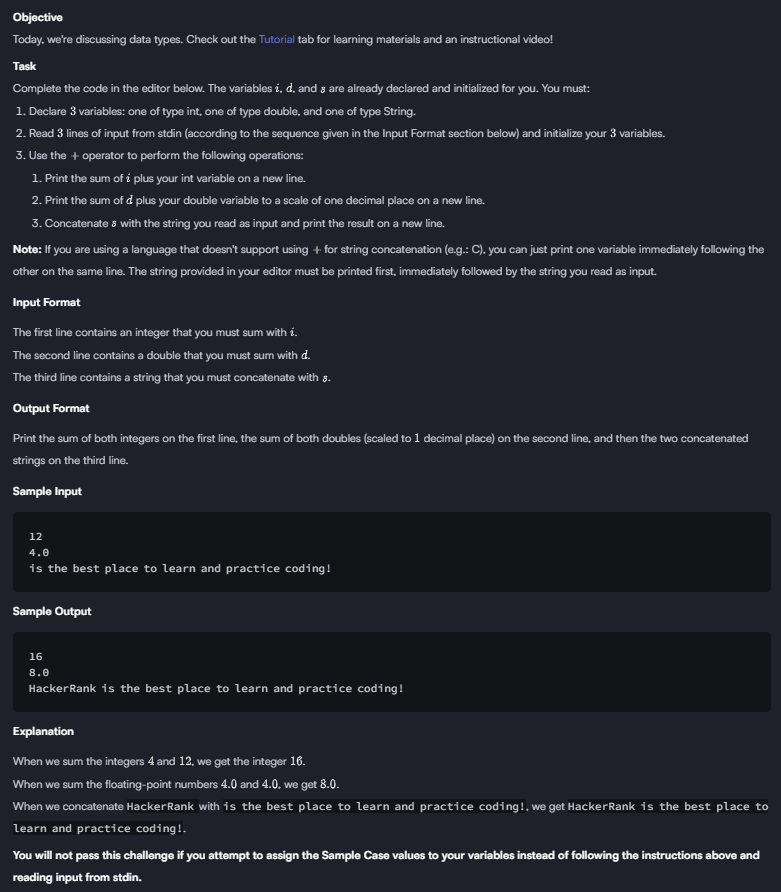 Objective
Today, we're discussing data types. Check out the Tutorial tab for learning materials and an instructional video!
Task
Complete the code in the editor below. The variables i, d, and s are already declared and initialized for you. You must:
1. Declare 3 variables: one of type int, one of type double, and one of type String.
2. Read 3 lines of input from stdin (according to the sequence given in the Input Format section below) and initialize your 3 variables.
3. Use the + operator to perform the following operations:
1. Print the sum of i plus your int variable on a new line.
2. Print the sum of d plus your double variable to a scale of one decimal place on a new line.
3. Concatenate s with the string you read as input and print the result on a new line.
Note: If you are using a language that doesn't support using + for string concatenation (e.g.: C), you can just print one variable immediately following the
other on the same line. The string provided in your editor must be printed first, immediately followed by the string you read as input.
Input Format
The first line contains an integer that you must sum with i.
The second line contains a double that you must sum with d.
The third line contains a string that you must concatenate with s.
Output Format
Print the sum of both integers on the first line, the sum of both doubles (scaled to 1 decimal place) on the second line, and then the two concatenated
strings on the third line.
Sample Input
12
4.0
is the best place to learn and practice coding!
Sample Output
16
8.0
HackerRank is the best place to learn and practice coding!
Explanation
When we sum the integers 4 and 12, we get the integer 16.
When we sum the floating-point numbers 4.0 and 4.0, we get 8.0.
When we concatenate HackerRank with is the best place to learn and practice coding!, we get HackerRank is the best place to
learn and practice coding!.
You will not pass this challenge if you attempt to assign the Sample Case values to your variables instead of following the instructions above and
reading input from stdin.